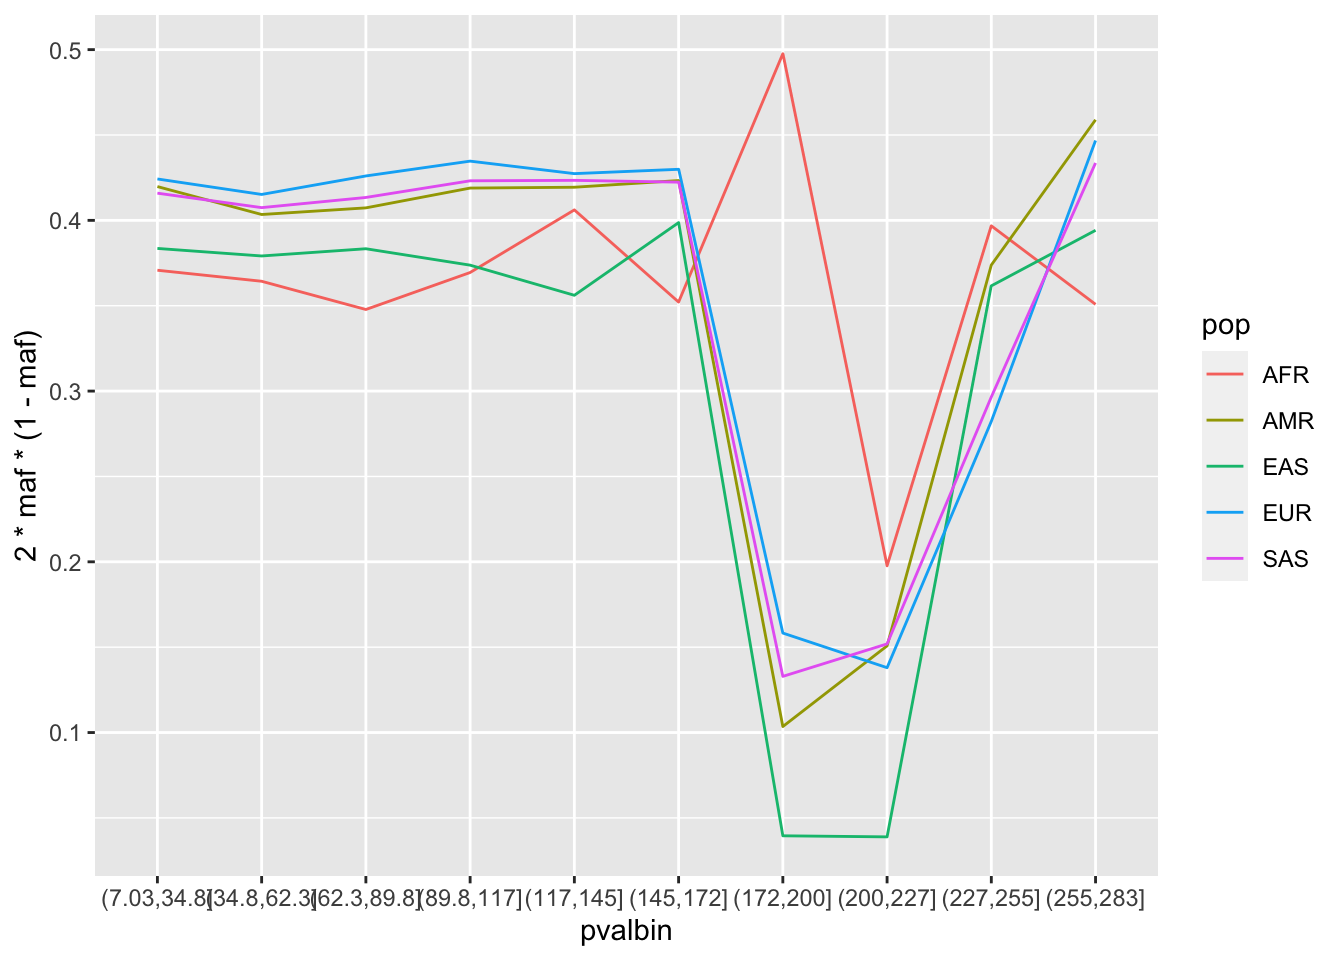 0.5
0.4
0.3
0.2
0.1
2 * maf * (1 - maf)
(7.03,34.8] (34.8,62.3] (62.3,89.8] (89.8,117] (117,145] (145,172] (172,200] (200,227] (227,255] (255,283]
pvalbin
pop
AFR
AMR
EAS
EUR
SAS